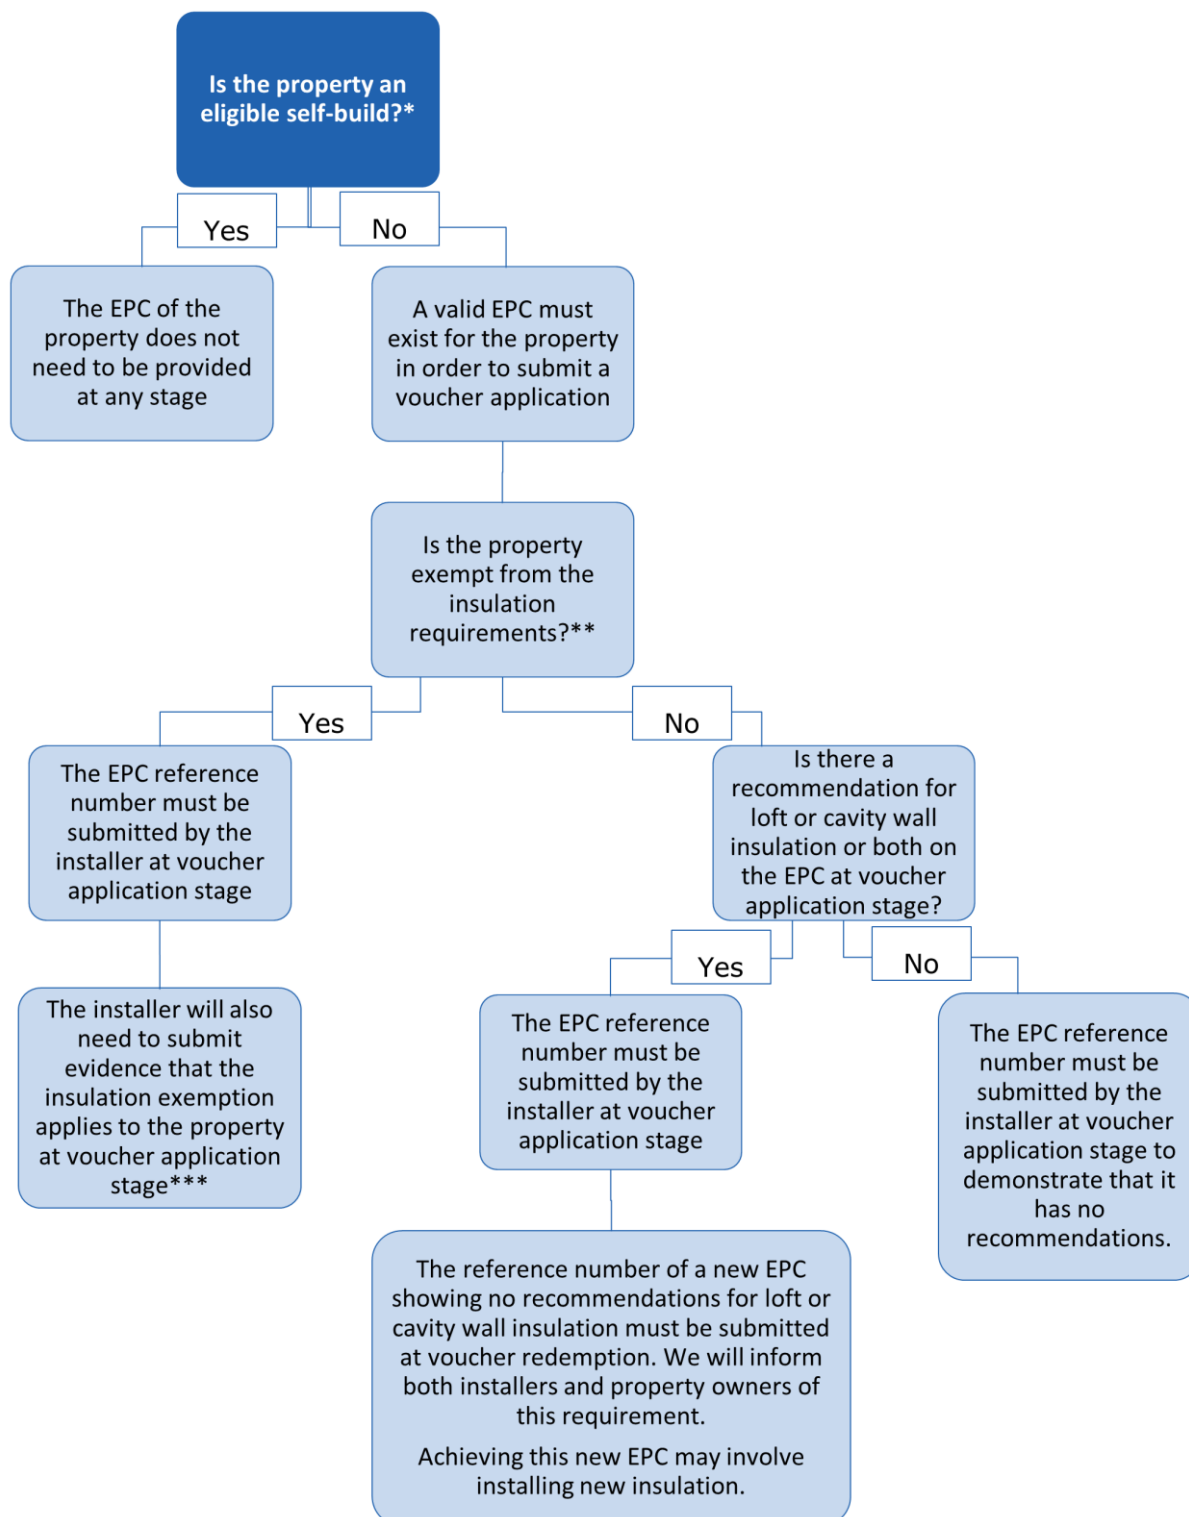 Is the property an
eligible self-build?*
Yes
No
The EPC of the
property does not
need to be provided
at any stage
A valid EPC must
exist for the property
in order to submit a
voucher application
Is the property
exempt from the
insulation
requirements?**
Yes
No
The EPC reference
number must be
submitted by the
installer at voucher
application stage
Is there a
recommendation for
loft or cavity wall
insulation or both on
the EPC at voucher
application stage?
Yes
No
The installer will also
need to submit
evidence that the
insulation exemption
applies to the property
at voucher application
stage***
The EPC reference
number must be
submitted by the
installer at voucher
application stage
The EPC reference
number must be
submitted by the
installer at voucher
application stage to
demonstrate that it
has no
recommendations.
The reference number of a new EPC
showing no recommendations for loft or
cavity wall insulation must be submitted
at voucher redemption. We will inform
both installers and property owners of
this requirement.
Achieving this new EPC may involve
installing new insulation.